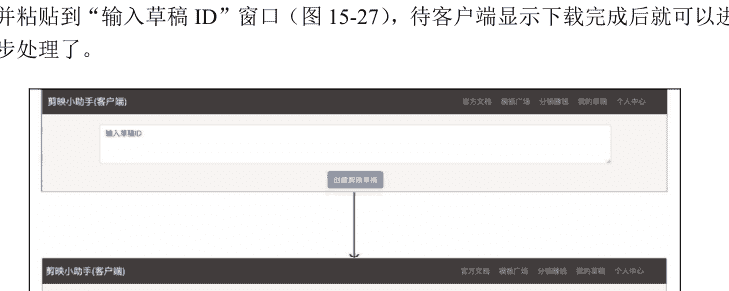 并粘贴到“输入草稿 ID”窗口（图 15-27），待客户端显示下载完成后就可以进
步处理了。
剪映小助手(客户端) 官方文档 模板广场 分销赚钱 我的草稿 个人中心
输入草稿ID
创建剪映草稿
剪映小助手(客户端) 官方文档 模板广场 分销赚钱 我的草稿 个人中心